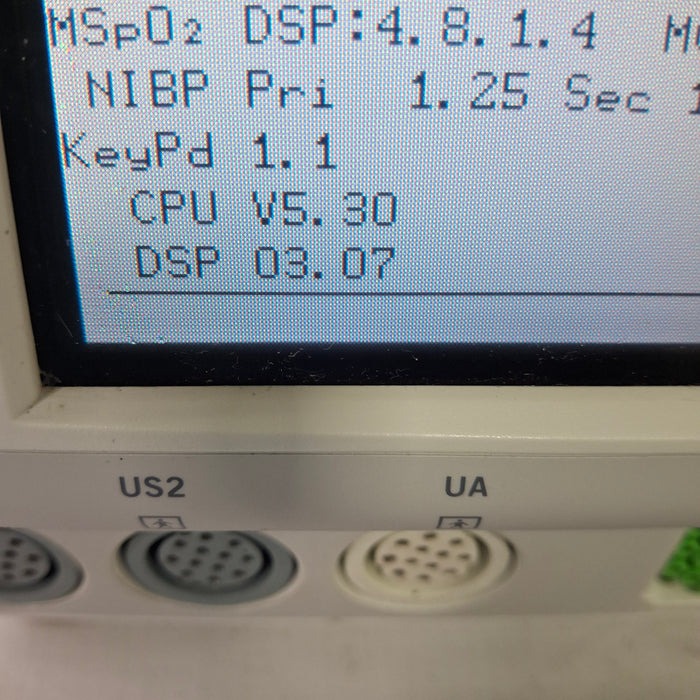 MSpO₂ DSP:4.8.1.4
NIBP Pri 1.25 Sec
KeyPd 1.1
CPU V5.30
DSP 03.07
US2 UA